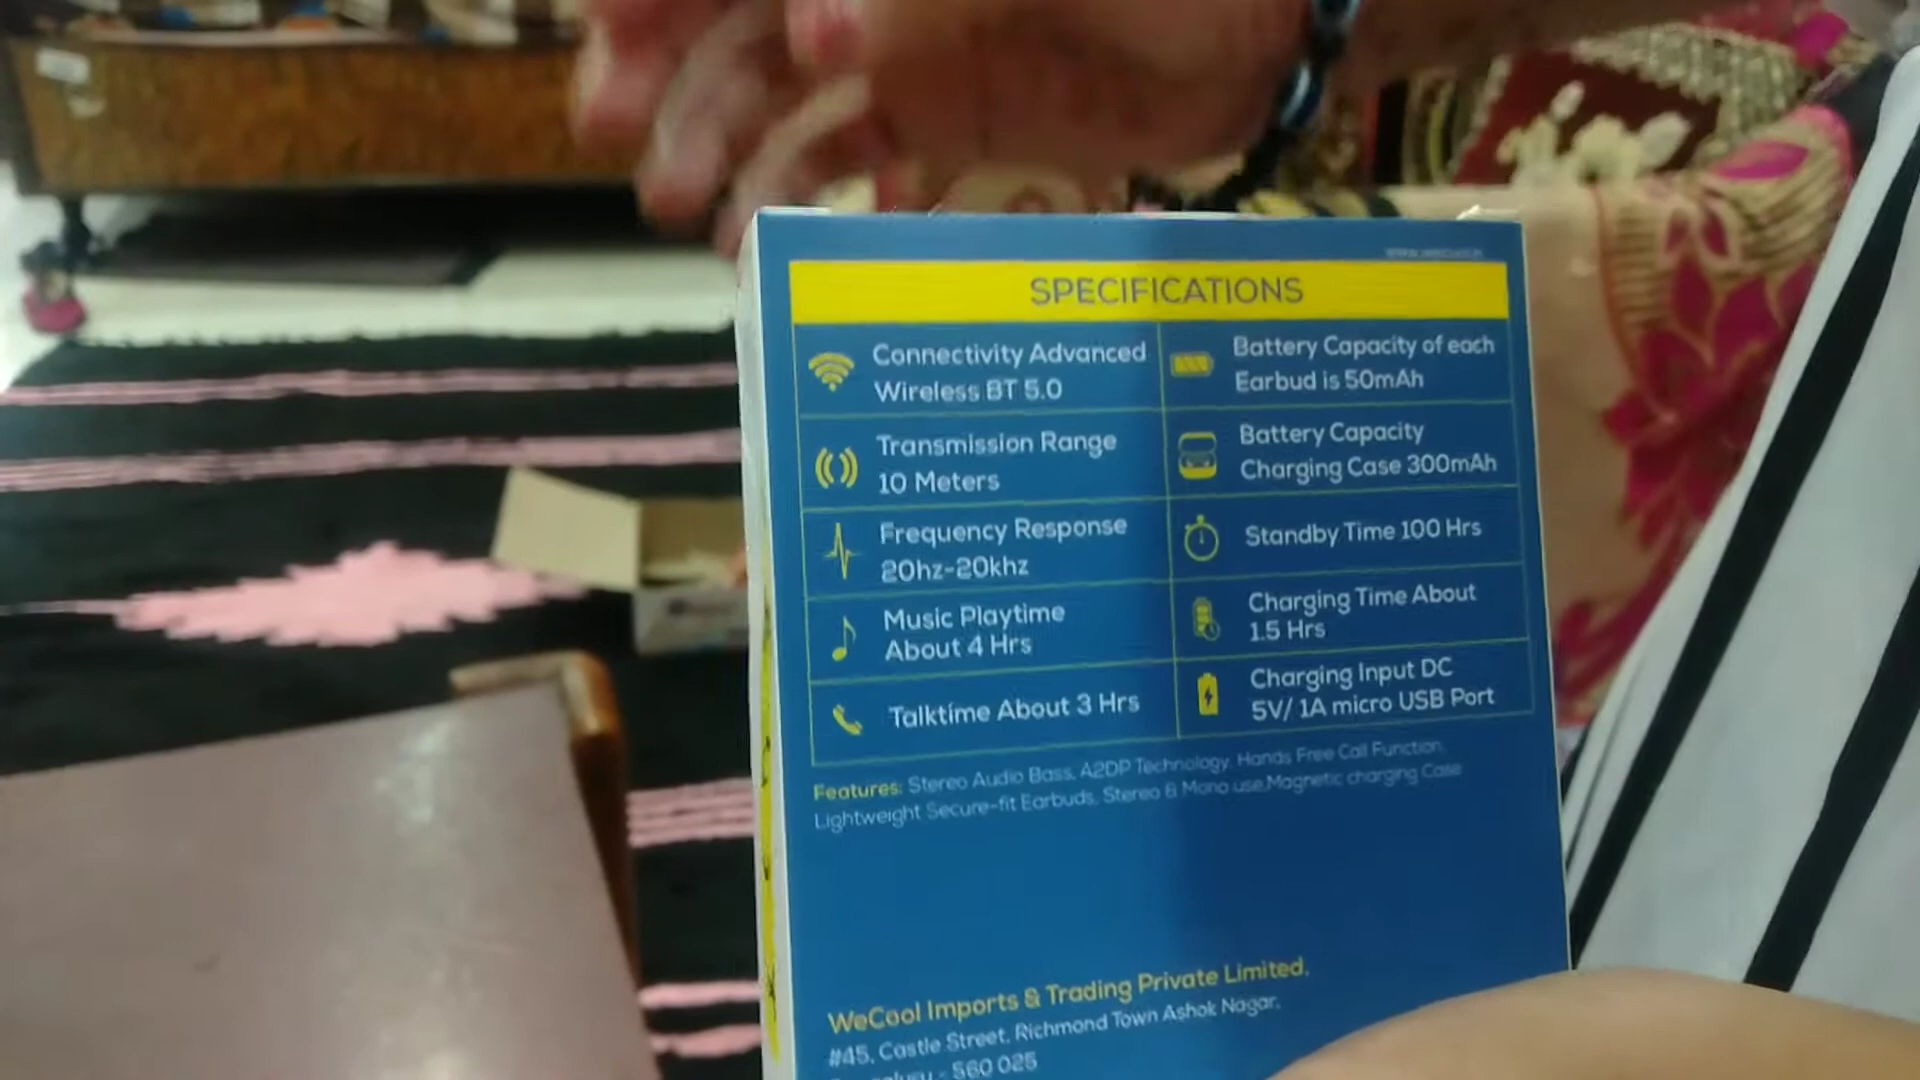 SPECIFICATIONS
Connectivity Advanced
Wireless BT 5.0
Battery Capacity of each
Earbud is 50mAh
Transmission Range
10 Meters
Battery Capacity
Charging Case 300mAh
Frequency Response
20hz-20khz
Standby Time 100 Hrs
Music Playtime
About 4 Hrs
Charging Time About
1.5 Hrs
Talktime About 3 Hrs
Charging Input DC
5V/ 1A micro USB Port
Features: Stereo Audio Bass, A2DP Technology, Hands Free Call Function,
Lightweight Secure-fit Earbuds, Stereo & Mono use,Magnetic charging Case
WeCool Imports & Trading Private Limited,
#45, Castle Street, Richmond Town Ashok Nagar,
- 560 025